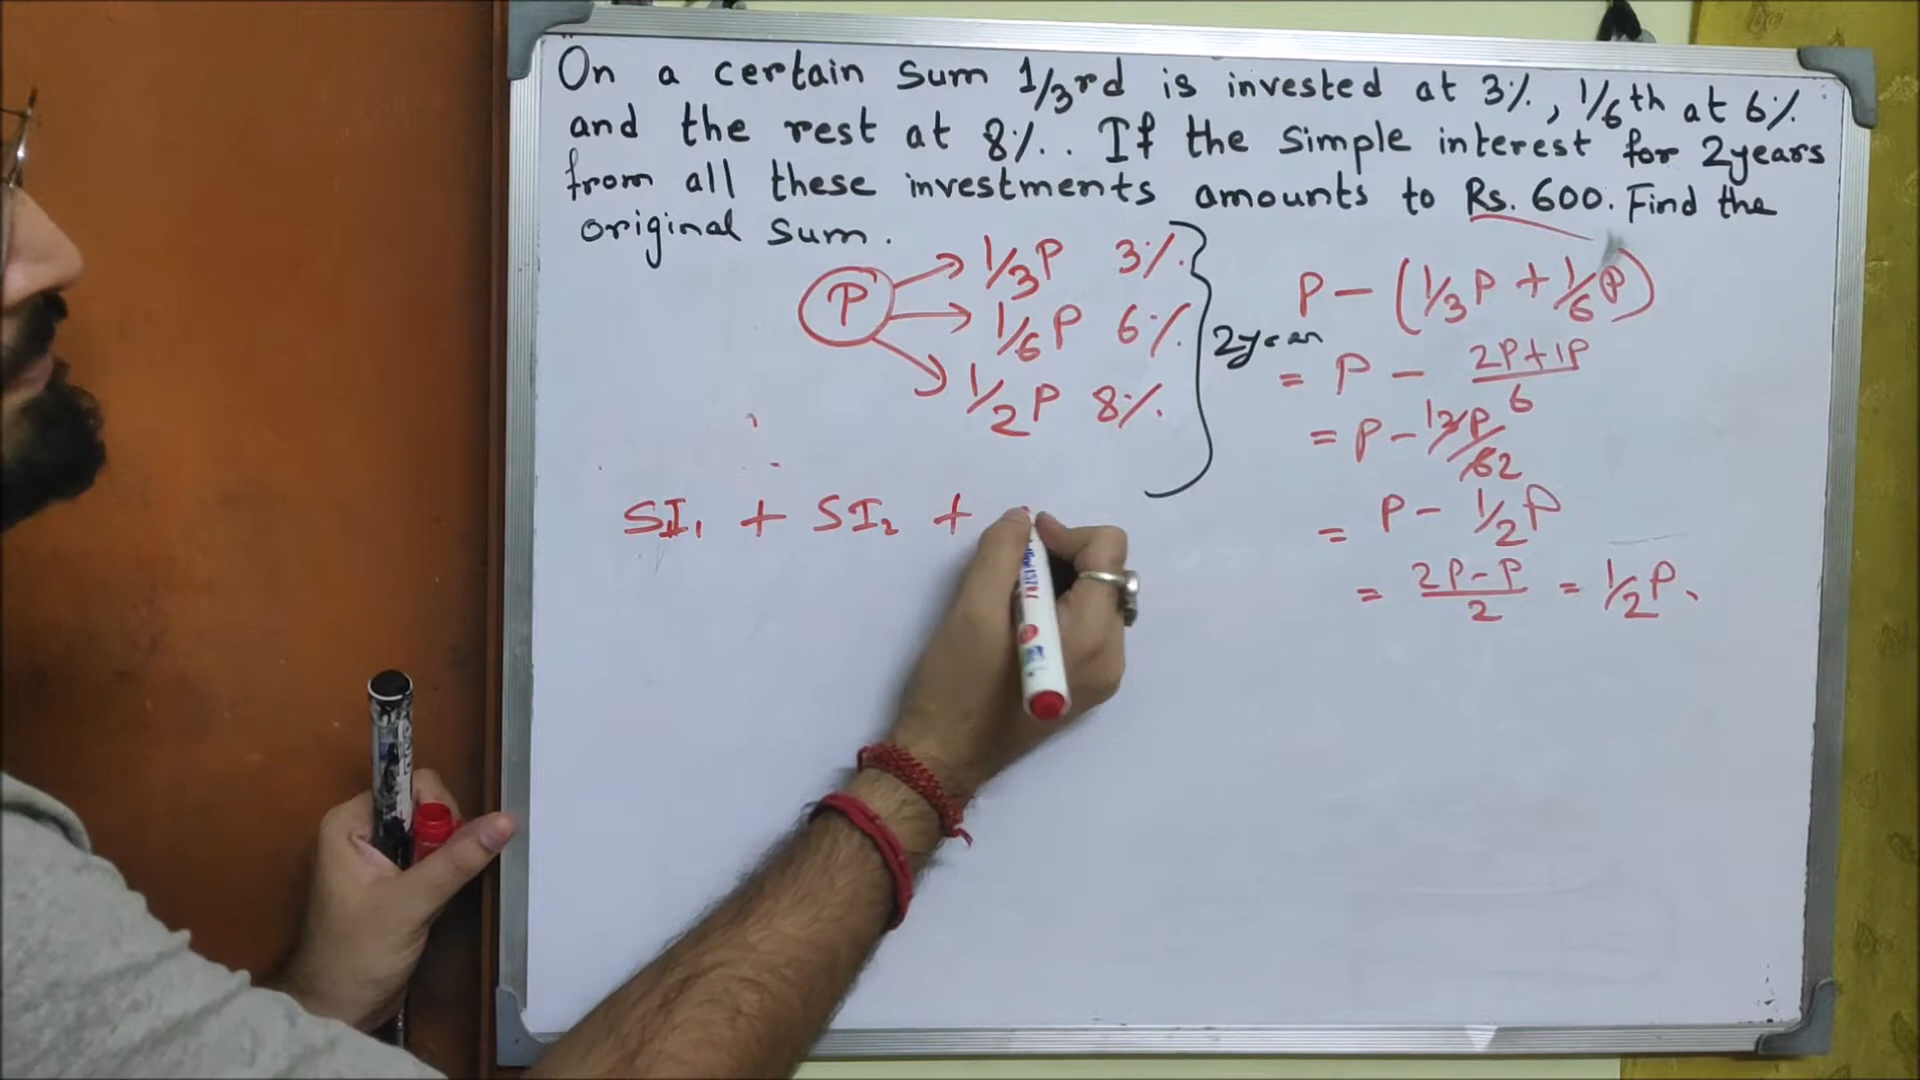 On a certain sum 1/3rd is invested at 3%, 1/6th at 6%
and the rest at 8%. If the simple interest for 2years
from all these investments amounts to Rs. 600. Find the
original sum.
P
1/3P 3%
1/6P 6%
1/2P 8%
2year
P - (1/3P + 1/6P)
= P - 2P+1P/6
= P - 13P/62
= P - 1/2P
= 2P-P/2 = 1/2P
SI1 + SI2 +